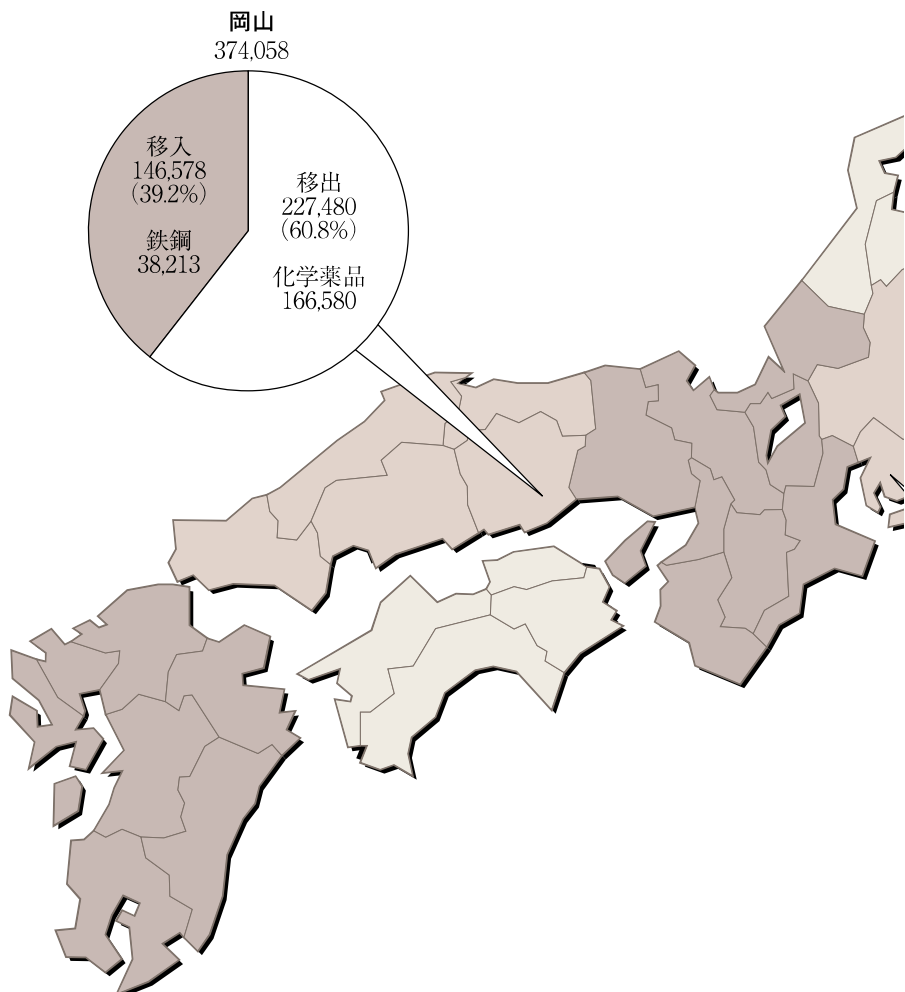 岡山
374,058
移入
146,578
(39.2%)
鉄鋼
38,213
移出
227,480
(60.8%)
化学薬品
166,580